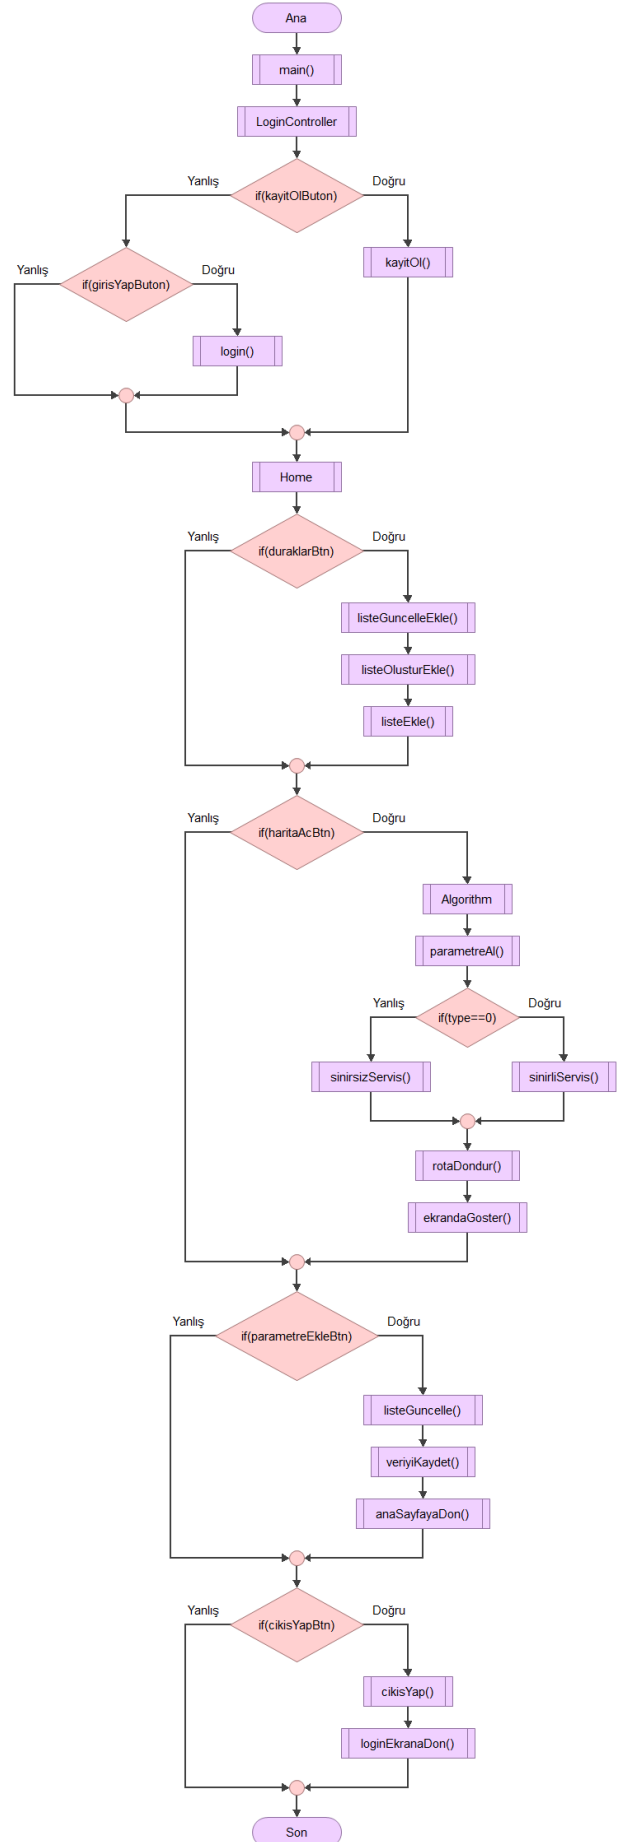 Ana
main()
LoginController
Yanlış
Doğru
if(kayitOlButon)
kayitOl()
Yanlış
Doğru
if(girisYapButon)
login()
Home
Yanlış
Doğru
if(duraklarBtn)
listeGuncelleEkle()
listeOlusturEkle()
listeEkle()
Yanlış
Doğru
if(haritaAcBtn)
Algorithm
parametreAl()
Yanlış
Doğru
if(type==0)
sinirsizServis()
sinirliServis()
rotaDondur()
ekrandaGoster()
Yanlış
Doğru
if(parametreEkleBtn)
listeGuncelle()
veriyiKaydet()
anaSayfayaDon()
Yanlış
Doğru
if(cikisYapBtn)
cikisYap()
loginEkranaDon()
Son